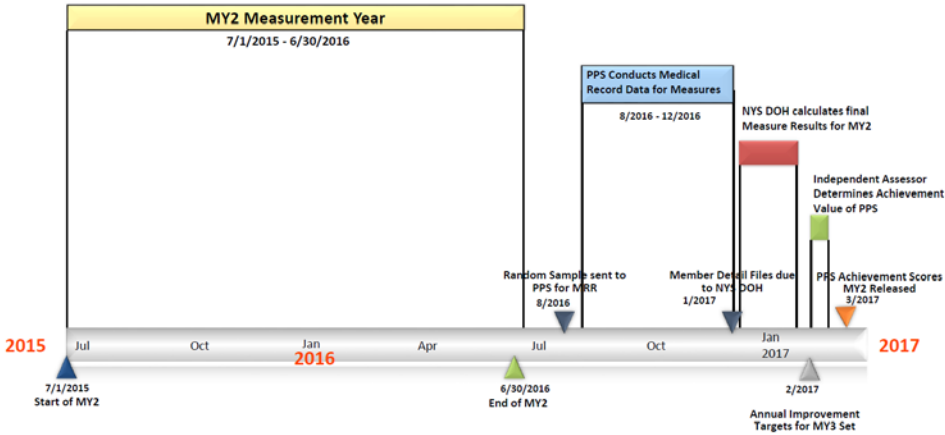 MY2 Measurement Year
7/1/2015 - 6/30/2016
PPS Conducts Medical
Record Data for Measures
8/2016 - 12/2016
NYS DOH calculates final
Measure Results for MY2
Independent Assessor
Determines Achievement
Value of PPS
Random Sample sent to
PPS for MRR
8/2016
Member Detail Files due
to NYS DOH
1/2017
PPS Achievement Scores
MY2 Released
3/2017
2015
Jul
Oct
Jan
2016
Apr
Jul
Oct
Jan
2017
2017
7/1/2015
Start of MY2
6/30/2016
End of MY2
2/2017
Annual Improvement
Targets for MY3 Set